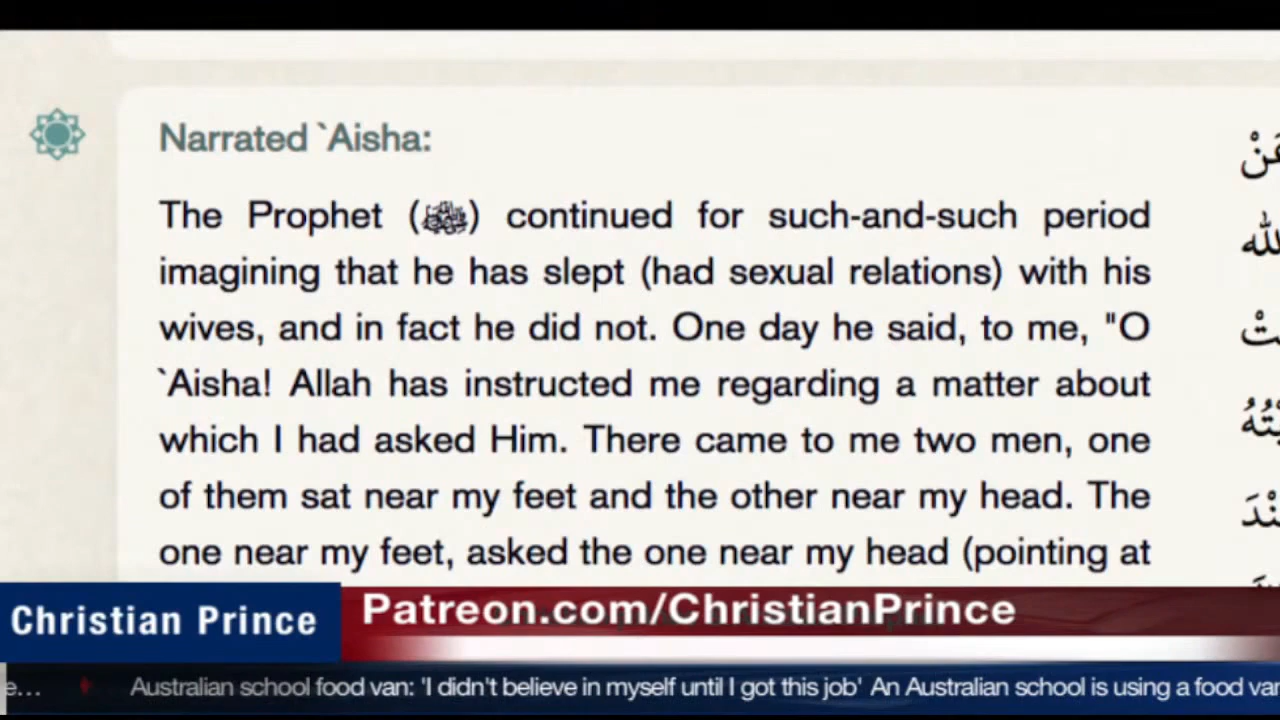 Narrated `Aisha:
The Prophet (ﷺ) continued for such-and-such period
imagining that he has slept (had sexual relations) with his
wives, and in fact he did not. One day he said, to me, "O
`Aisha! Allah has instructed me regarding a matter about
which I had asked Him. There came to me two men, one
of them sat near my feet and the other near my head. The
one near my feet, asked the one near my head (pointing at
Christian Prince
Patreon.com/ChristianPrince
e... Australian school food van: 'I didn't believe in myself until I got this job' An Australian school is using a food van